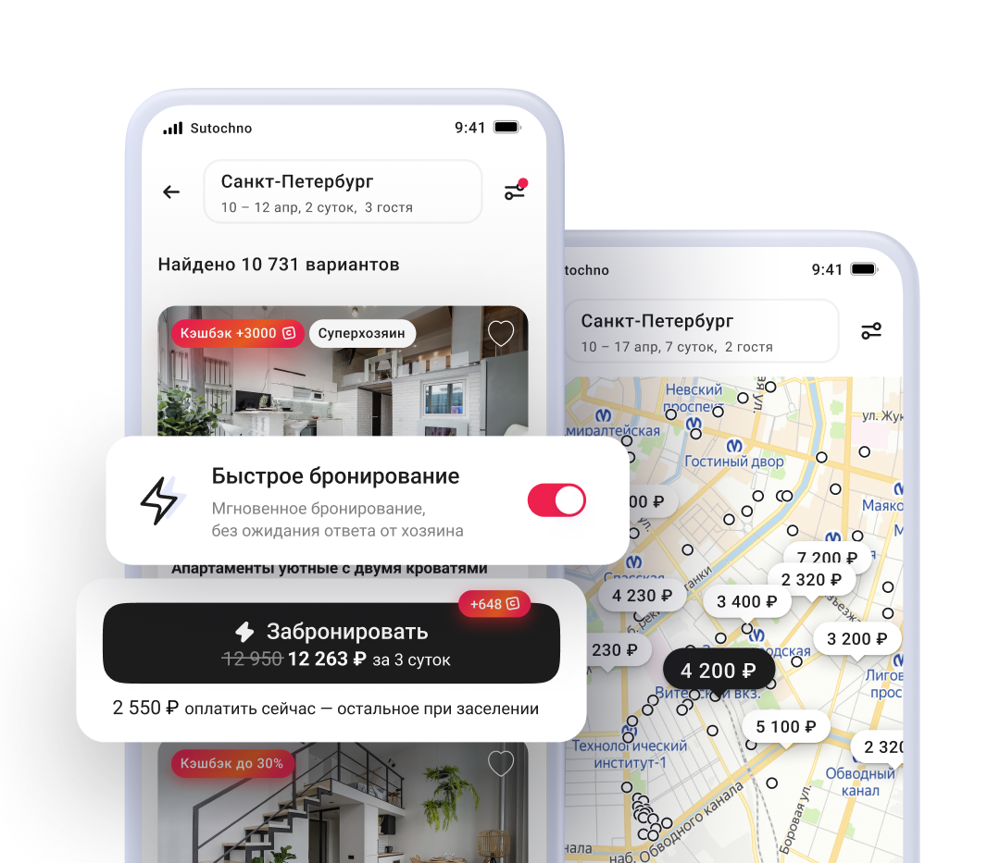 Sutochno
9:41
Санкт-Петербург
10 – 12 апр, 2 суток, 3 гостя
Найдено 10 731 вариантов
Кэшбэк +3000
Суперхозяин
Быстрое бронирование
Мгновенное бронирование,
без ожидания ответа от хозяина
Апартаменты уютные с двумя кроватями
+648
Забронировать
12 950 12 263 ₽ за 3 суток
2 550 ₽ оплатить сейчас — остальное при заселении
Кэшбэк до 30%
tochno
9:41
Санкт-Петербург
10 – 17 апр, 7 суток, 2 гостя
Невский
проспект
ул.
ул. Жук
миралтейская
Гостиный двор
00 ₽
ул.
Маяко
7 200 ₽
2 320 ₽
Спасская
4 230 ₽
3 400 ₽
3 200 ₽
230 ₽
4 200 ₽
Лигов
прос
Витебский вкз.
5 100 ₽
2 320
Технологический
институт-1
Обводный
канал
Боровая ул.
нала
наб. Обводного канала